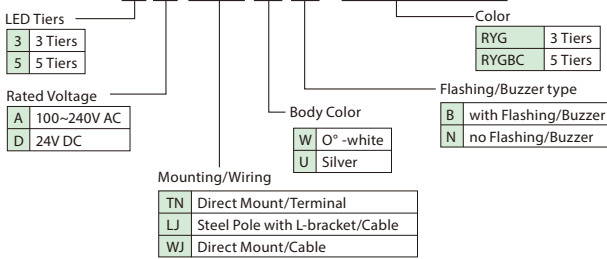 LED Tiers
3 3 Tiers
5 5 Tiers
Color
RYG 3 Tiers
RYGBC 5 Tiers
Rated Voltage
A 100~240V AC
D 24V DC
Flashing/Buzzer type
B with Flashing/Buzzer
N no Flashing/Buzzer
Body Color
W O° -white
U Silver
Mounting/Wiring
TN Direct Mount/Terminal
LJ Steel Pole with L-bracket/Cable
WJ Direct Mount/Cable